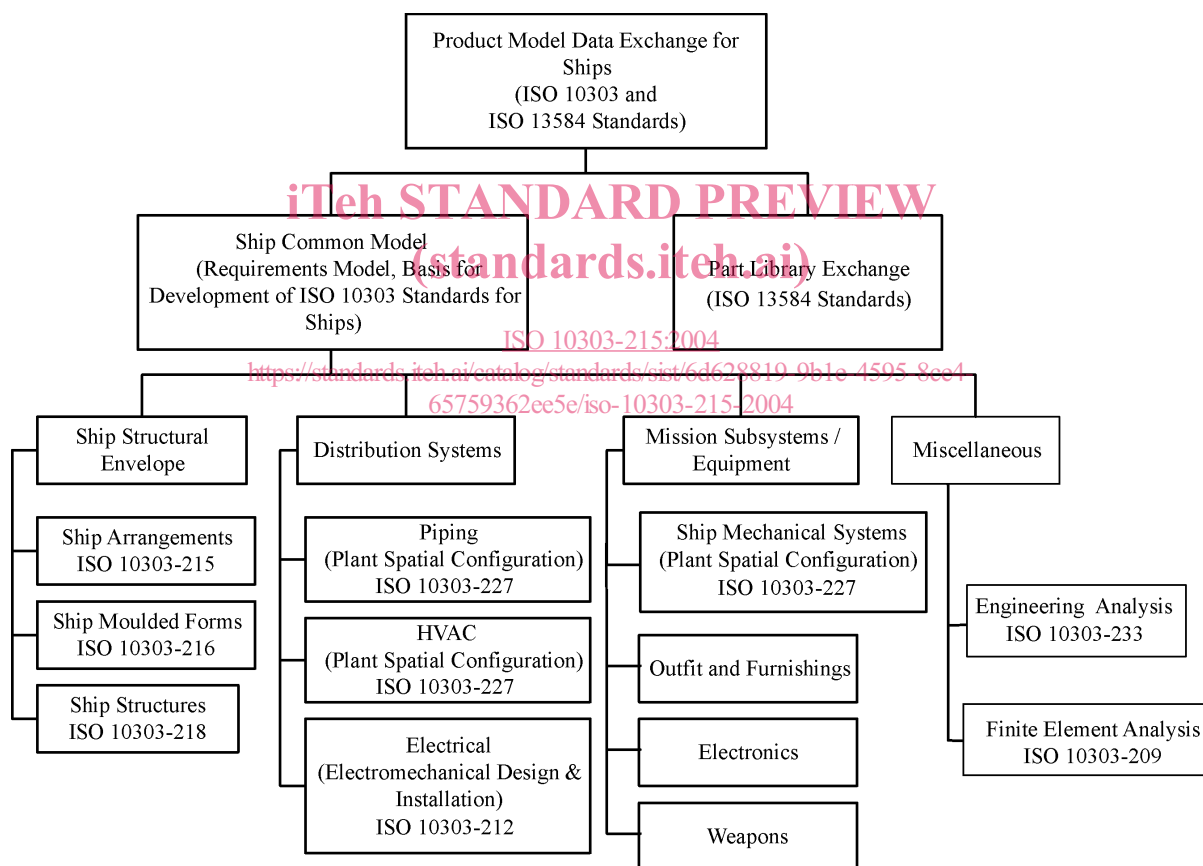 Product Model Data Exchange for
Ships
(ISO 10303 and
ISO 13584 Standards)
iTeh STANDARD PREVIEW
(standards.iteh.ai)
Ship Common Model
(Requirements Model, Basis for
Development of ISO 10303 Standards for
Ships)
Part Library Exchange
(ISO 13584 Standards)
ISO 10303-215:2004
https://standards.iteh.ai/catalog/standards/sist/6d628819-9b1e-4595-8ce4-
65759362ee5e/iso-10303-215-2004
Ship Structural
Envelope
Ship Arrangements
ISO 10303-215
Ship Moulded Forms
ISO 10303-216
Ship Structures
ISO 10303-218
Distribution Systems
Piping
(Plant Spatial Configuration)
ISO 10303-227
HVAC
(Plant Spatial Configuration)
ISO 10303-227
Electrical
(Electromechanical Design &
Installation)
ISO 10303-212
Mission Subsystems /
Equipment
Ship Mechanical Systems
(Plant Spatial Configuration)
ISO 10303-227
Outfit and Furnishings
Electronics
Weapons
Miscellaneous
Engineering Analysis
ISO 10303-233
Finite Element Analysis
ISO 10303-209